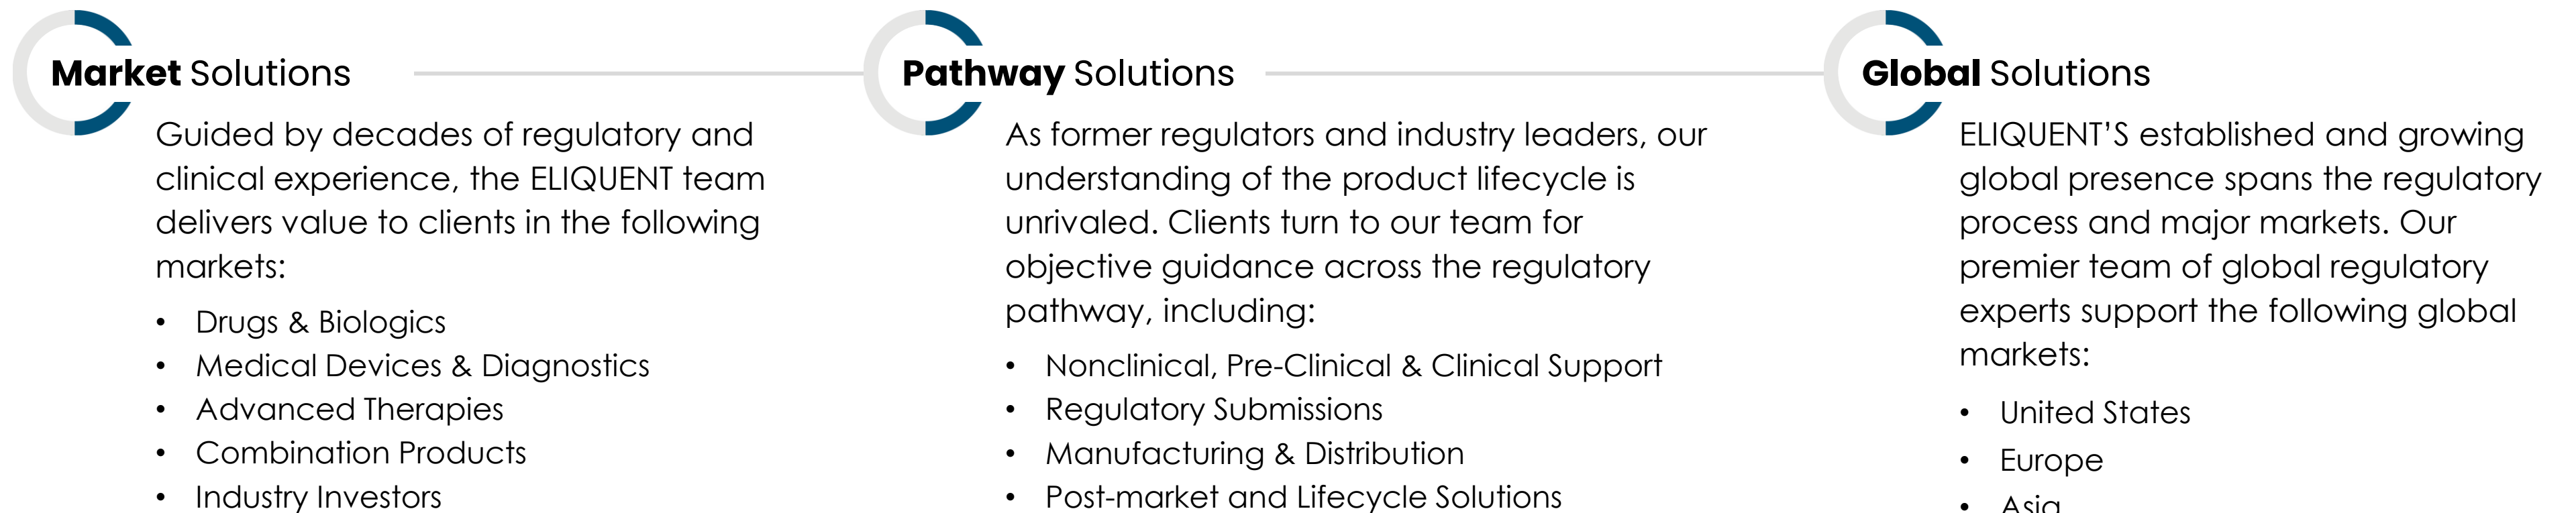 Market Solutions
Guided by decades of regulatory and
clinical experience, the ELIQUENT team
delivers value to clients in the following
markets:
• Drugs & Biologics
• Medical Devices & Diagnostics
• Advanced Therapies
• Combination Products
• Industry Investors
Pathway Solutions
As former regulators and industry leaders, our
understanding of the product lifecycle is
unrivaled. Clients turn to our team for
objective guidance across the regulatory
pathway, including:
• Nonclinical, Pre-Clinical & Clinical Support
• Regulatory Submissions
• Manufacturing & Distribution
• Post-market and Lifecycle Solutions
Global Solutions
ELIQUENT’S established and growing
global presence spans the regulatory
process and major markets. Our
premier team of global regulatory
experts support the following global
markets:
• United States
• Europe
• Asia